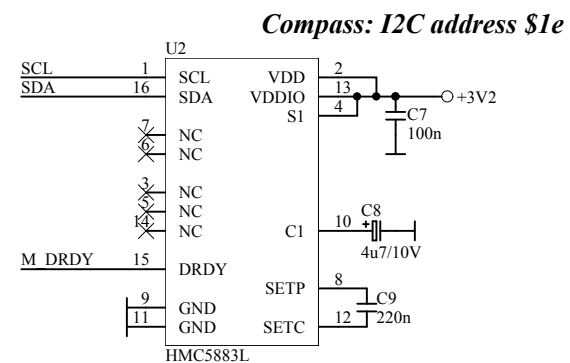 Compass: I2C address $1e
U2
SCL 1 SCL VDD 2
SDA 16 SDA VDDIO 13 +3V2
S1 4 C7
7 NC 100n
6 NC
3 NC
5 NC C8
14 NC C1 10 +
4u7/10V
M_DRDY 15 DRDY
SETP 8
9 GND C9
11 GND SETC 12 220n
HMC5883L